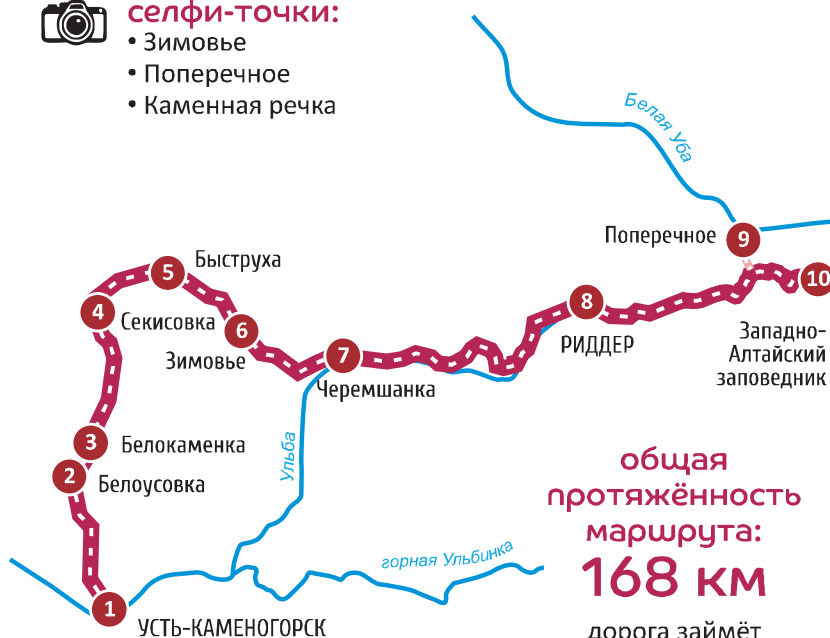 селфи-точки:
• Зимовье
• Поперечное
• Каменная речка
Белая Уба
Поперечное
9
10
Быструха
5
4
Секисовка
6
Зимовье
7
Черемшанка
8
РИДДЕР
Западно-
Алтайский
заповедник
3
Белокаменка
2
Белоусовка
Ульба
горная Ульбинка
1
УСТЬ-КАМЕНОГОРСК
общая
протяжённость
маршрута:
168 км
дорога займёт